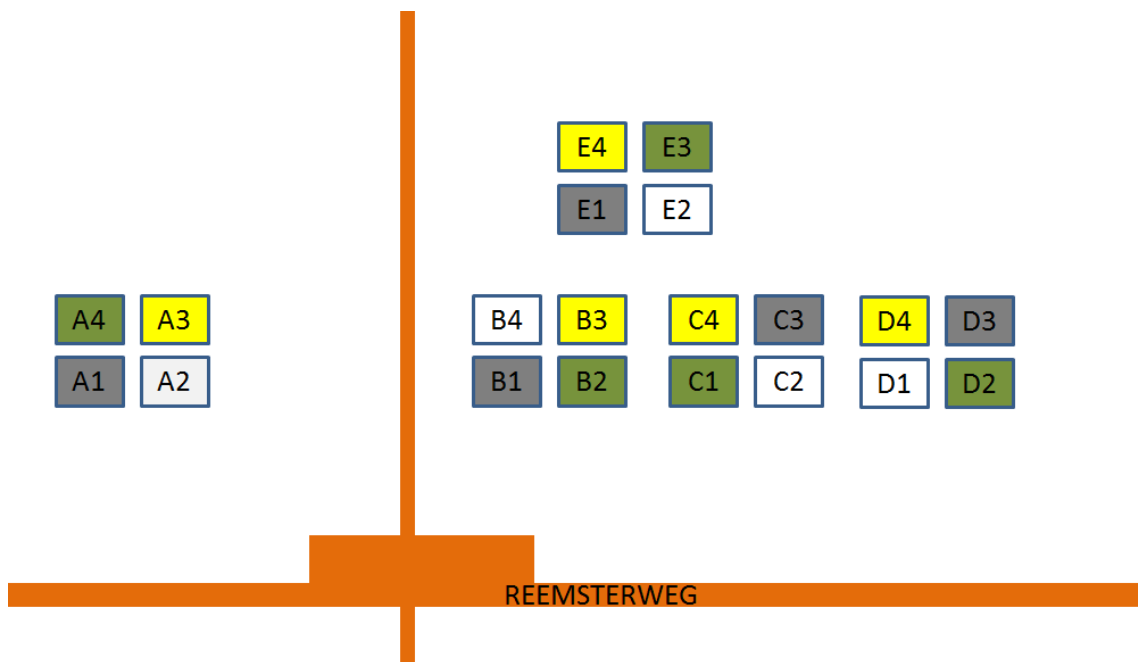 E4 E3
E1 E2
A4 A3 B4 B3 C4 C3 D4 D3
A1 A2 B1 B2 C1 C2 D1 D2
REEMSTERWEG